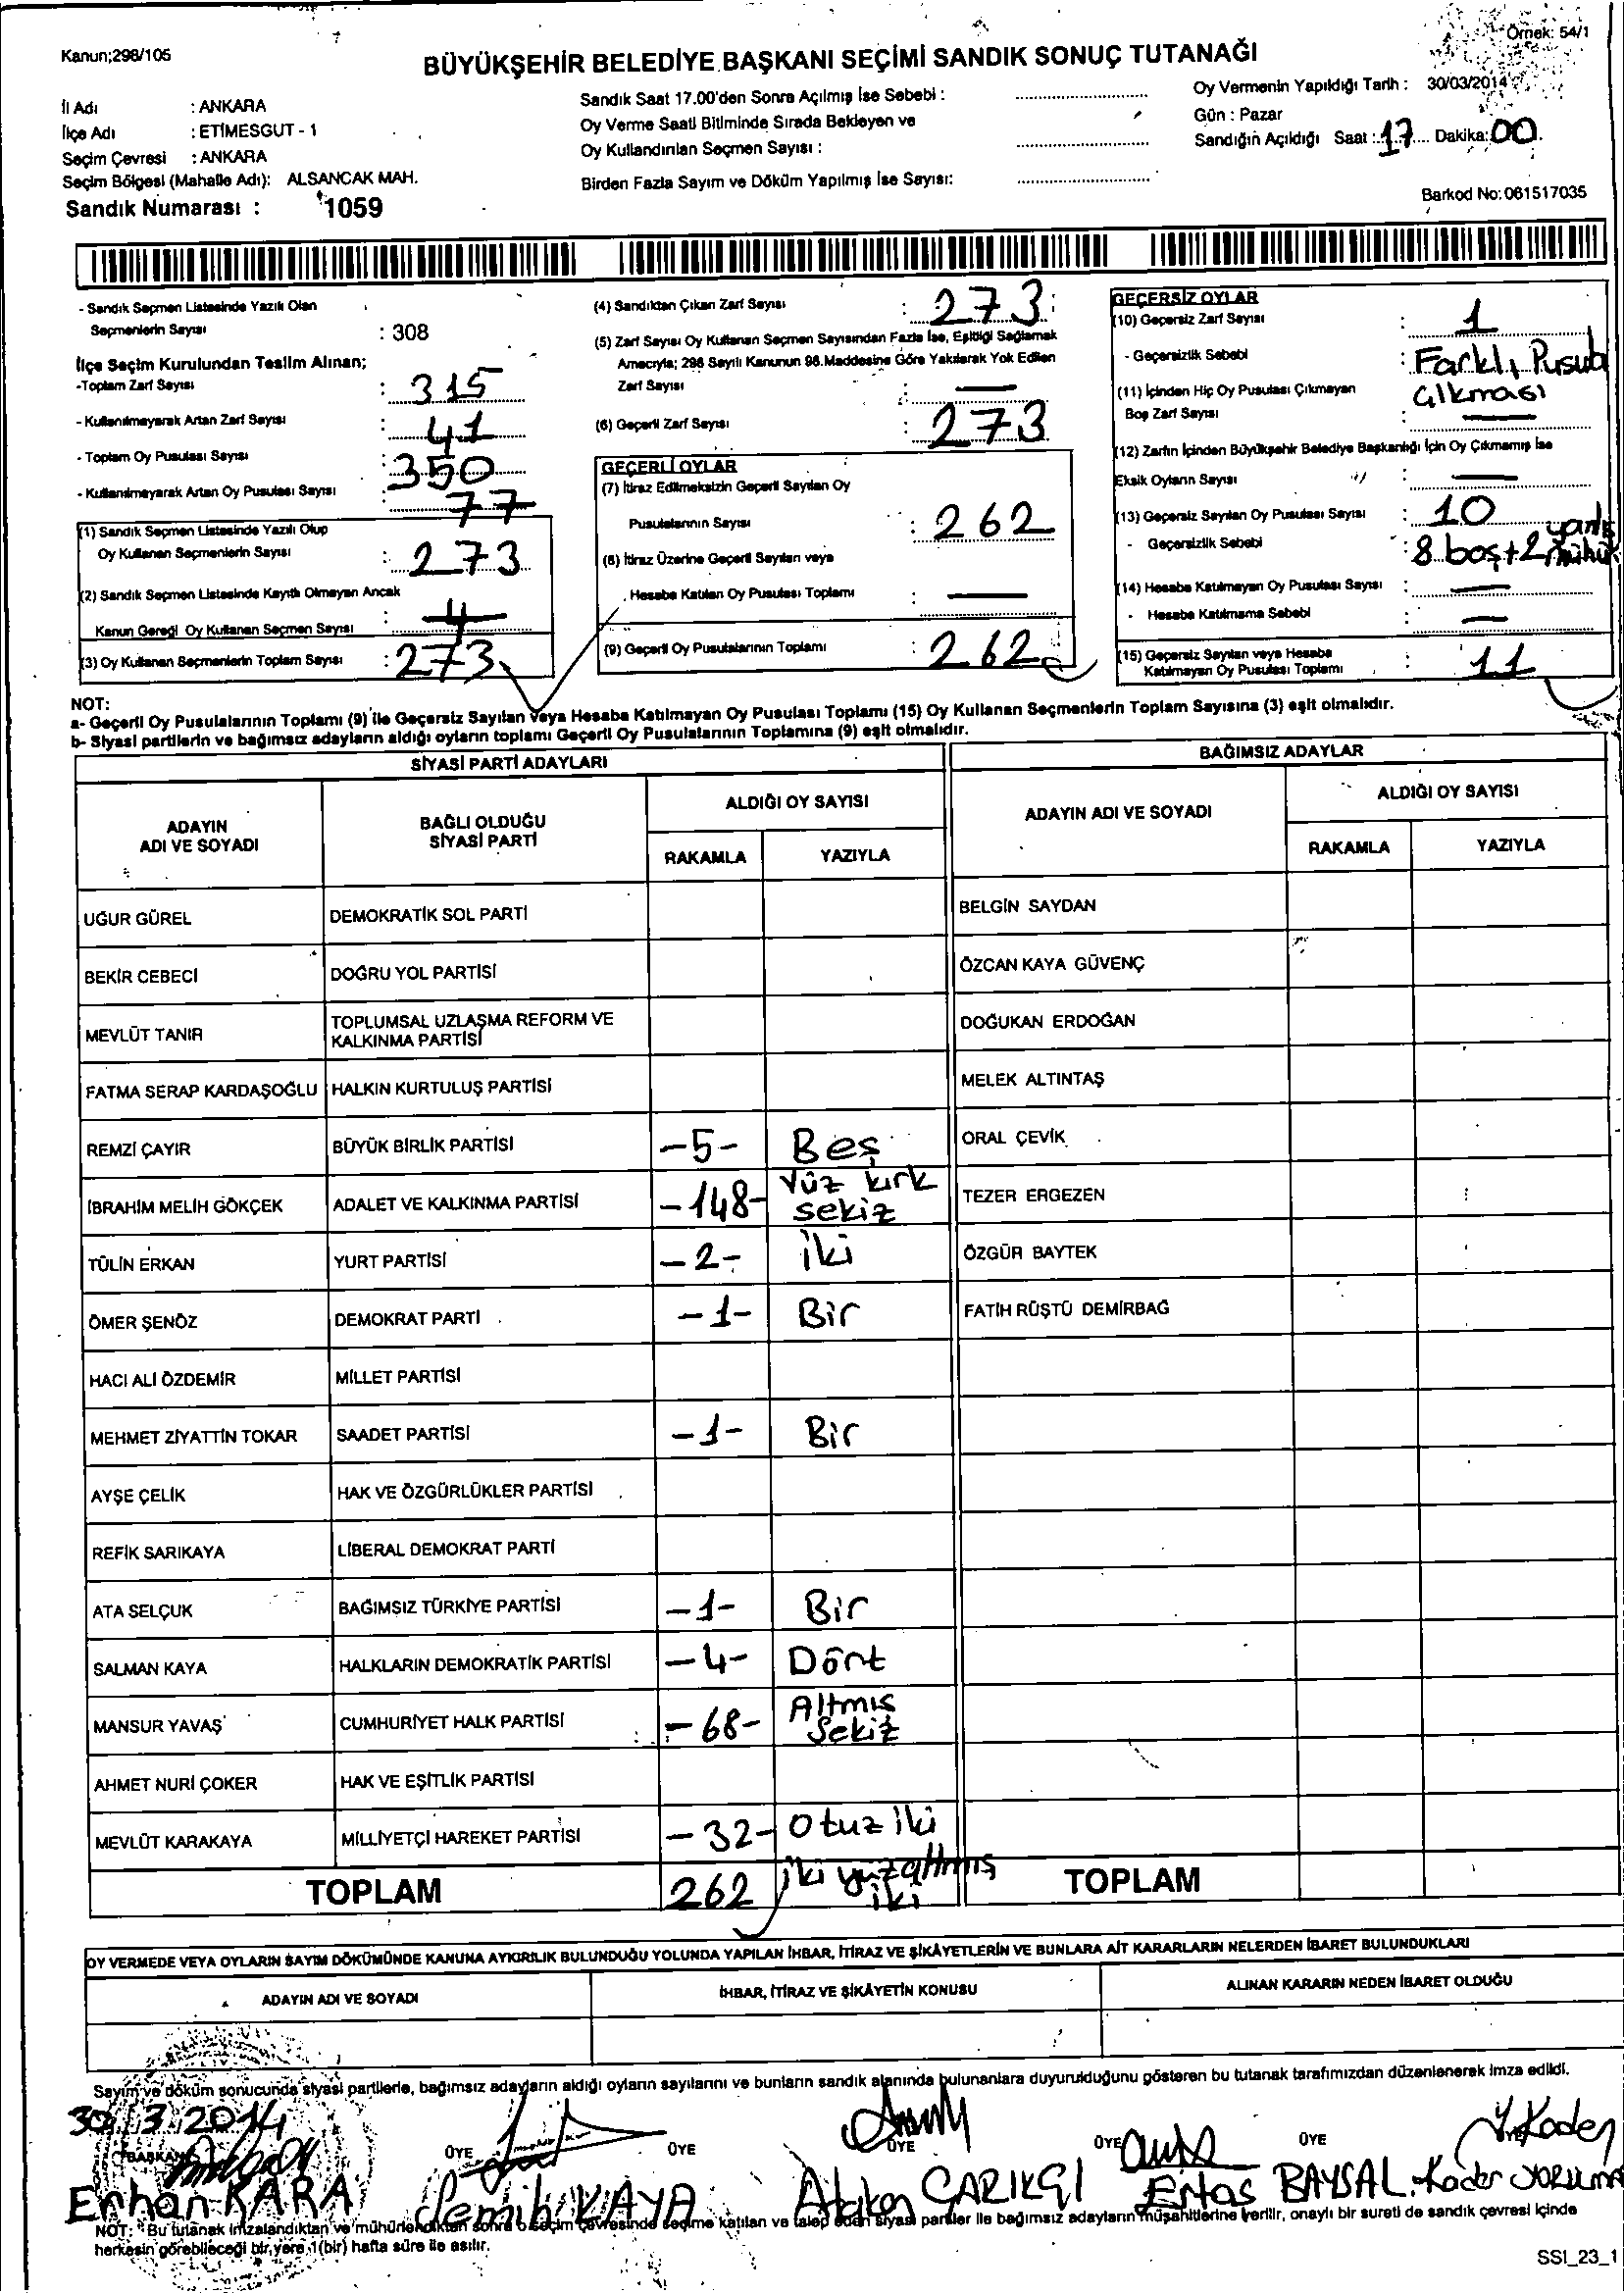 Kanun;298/105
Örnek: 54/1
BÜYÜKŞEHİR BELEDİYE BAŞKANI SEÇİMİ SANDIK SONUÇ TUTANAĞI
İl Adı : ANKARA
İlçe Adı : ETİMESGUT - 1
Seçim Çevresi : ANKARA
Seçim Bölgesi (Mahalle Adı): ALSANCAK MAH.
Sandık Numarası : 1059
Sandık Saat 17.00'den Sonra Açılmış İse Sebebi :
Oy Verme Saati Bitiminde Sırada Bekleyen ve
Oy Kullandırılan Seçmen Sayısı :
Birden Fazla Sayım ve Döküm Yapılmış İse Sayısı:
Oy Vermenin Yapıldığı Tarih : 30/03/2014
Gün : Pazar
Sandığın Açıldığı Saat : 17 Dakika: 00
Barkod No: 061517035
- Sandık Seçmen Listesinde Yazılı Olan
Seçmenlerin Sayısı : 308
İlçe Seçim Kurulundan Teslim Alınan;
-Toplam Zarf Sayısı : 315
- Kullanılmayarak Artan Zarf Sayısı : 41
- Toplam Oy Pusulası Sayısı : 350
- Kullanılmayarak Artan Oy Pusulası Sayısı : 77
(1) Sandık Seçmen Listesinde Yazılı Olup
Oy Kullanan Seçmenlerin Sayısı : 273
(2) Sandık Seçmen Listesinde Kayıtlı Olmayan Ancak
Kanun Gereği Oy Kullanan Seçmen Sayısı :
(3) Oy Kullanan Seçmenlerin Toplam Sayısı : 273
(4) Sandıktan Çıkan Zarf Sayısı : 273
(5) Zarf Sayısı Oy Kullanan Seçmen Sayısından Fazla İse, Eşitliği Sağlamak
Amacıyla; 298 Sayılı Kanunun 98.Maddesine Göre Yakılarak Yok Edilen
Zarf Sayısı : —
(6) Geçerli Zarf Sayısı : 273
GEÇERLİ OYLAR
(7) İtiraz Edilmeksizin Geçerli Sayılan Oy
Pusulalarının Sayısı : 262
(8) İtiraz Üzerine Geçerli Sayılan veya
Hesaba Katılan Oy Pusulası Toplamı : —
(9) Geçerli Oy Pusulalarının Toplamı : 262
GEÇERSİZ OYLAR
(10) Geçersiz Zarf Sayısı : 1
- Geçersizlik Sebebi : Farklı Pusula
çıkması
(11) İçinden Hiç Oy Pusulası Çıkmayan
Boş Zarf Sayısı : —
(12) Zarfın İçinden Büyükşehir Belediye Başkanlığı İçin Oy Çıkmamış İse
Eksik Oyların Sayısı : —
(13) Geçersiz Sayılan Oy Pusulası Sayısı : 10
- Geçersizlik Sebebi : 8 boş + 2 yanlış mühür
(14) Hesaba Katılmayan Oy Pusulası Sayısı : —
- Hesaba Katılmama Sebebi : —
(15) Geçersiz Sayılan veya Hesaba
Katılmayan Oy Pusulası Toplamı : 11
NOT:
a- Geçerli Oy Pusulalarının Toplamı (9) ile Geçersiz Sayılan veya Hesaba Katılmayan Oy Pusulası Toplamı (15) Oy Kullanan Seçmenlerin Toplam Sayısına (3) eşit olmalıdır.
b- Siyasi partilerin ve bağımsız adayların aldığı oyların toplamı Geçerli Oy Pusulalarının Toplamına (9) eşit olmalıdır.
SİYASİ PARTİ ADAYLARI
BAĞIMSIZ ADAYLAR
ADAYIN
ADI VE SOYADI
BAĞLI OLDUĞU
SİYASİ PARTİ
ALDIĞI OY SAYISI
RAKAMLA YAZIYLA
ADAYIN ADI VE SOYADI
ALDIĞI OY SAYISI
RAKAMLA YAZIYLA
UĞUR GÜREL DEMOKRATİK SOL PARTİ BELGİN SAYDAN
BEKİR CEBECİ DOĞRU YOL PARTİSİ ÖZCAN KAYA GÜVENÇ
MEVLÜT TANIR TOPLUMSAL UZLAŞMA REFORM VE
KALKINMA PARTİSİ DOĞUKAN ERDOĞAN
FATMA SERAP KARDAŞOĞLU HALKIN KURTULUŞ PARTİSİ MELEK ALTINTAŞ
REMZİ ÇAYIR BÜYÜK BİRLİK PARTİSİ -5- Beş ORAL ÇEVİK
İBRAHİM MELİH GÖKÇEK ADALET VE KALKINMA PARTİSİ -148- Yüz kırk
sekiz TEZER ERGEZEN
TÜLİN ERKAN YURT PARTİSİ -2- iki ÖZGÜR BAYTEK
ÖMER ŞENÖZ DEMOKRAT PARTİ -1- Bir FATİH RÜŞTÜ DEMİRBAĞ
HACI ALİ ÖZDEMİR MİLLET PARTİSİ
MEHMET ZİYATTİN TOKAR SAADET PARTİSİ -1- Bir
AYŞE ÇELİK HAK VE ÖZGÜRLÜKLER PARTİSİ
REFİK SARIKAYA LİBERAL DEMOKRAT PARTİ
ATA SELÇUK BAĞIMSIZ TÜRKİYE PARTİSİ -1- Bir
SALMAN KAYA HALKLARIN DEMOKRATİK PARTİSİ -4- Dört
MANSUR YAVAŞ CUMHURİYET HALK PARTİSİ -68- Altmış
Sekiz
AHMET NURİ ÇOKER HAK VE EŞİTLİK PARTİSİ
MEVLÜT KARAKAYA MİLLİYETÇİ HAREKET PARTİSİ -32- Otuz iki
TOPLAM 262 iki yüz altmış
iki TOPLAM
OY VERMEDE VEYA OYLARIN SAYIM DÖKÜMÜNDE KANUNA AYKIRILIK BULUNDUĞU YOLUNDA YAPILAN İHBAR, İTİRAZ VE ŞİKÂYETLERİN VE BUNLARA AİT KARARLARIN NELERDEN İBARET BULUNDUKLARI
ADAYIN ADI VE SOYADI İHBAR, İTİRAZ VE ŞİKÂYETİN KONUSU ALINAN KARARIN NEDEN İBARET OLDUĞU
Sayım ve döküm sonucunda siyasi partilerle, bağımsız adayların aldığı oyların sayılarını ve bunların sandık alanında bulunanlara duyurulduğunu gösteren bu tutanak tarafımızdan düzenlenerek imza edildi.
30.3.2014
BAŞKAN ÜYE ÜYE ÜYE ÜYE ÜYE
Erhan KARA Semih KAYA Atakan ÇARIKÇI Ertas BAYSAL Kader
NOT: Bu tutanak imzalandıktan ve mühürlendikten sonra o seçim çevresinde seçime katılan ve talep eden siyasi partiler ile bağımsız adayların müşahitlerine verilir, onaylı bir sureti de sandık çevresi içinde
herkesin görebileceği bir yere 1(bir) hafta süre ile asılır.
SSI_23_1